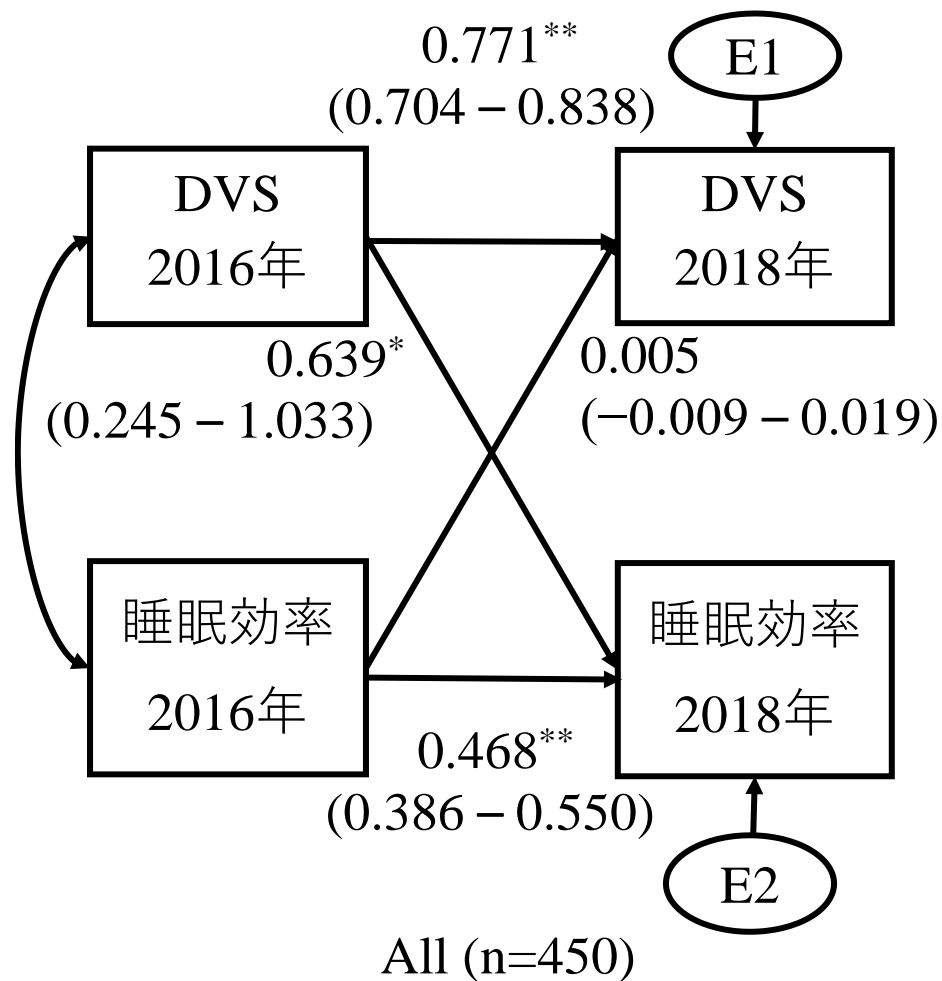 0.771**
(0.704 – 0.838)
E1
DVS
2016年
DVS
2018年
0.639*
(0.245 – 1.033)
0.005
(−0.009 – 0.019)
睡眠効率
2016年
睡眠効率
2018年
0.468**
(0.386 – 0.550)
E2
All (n=450)